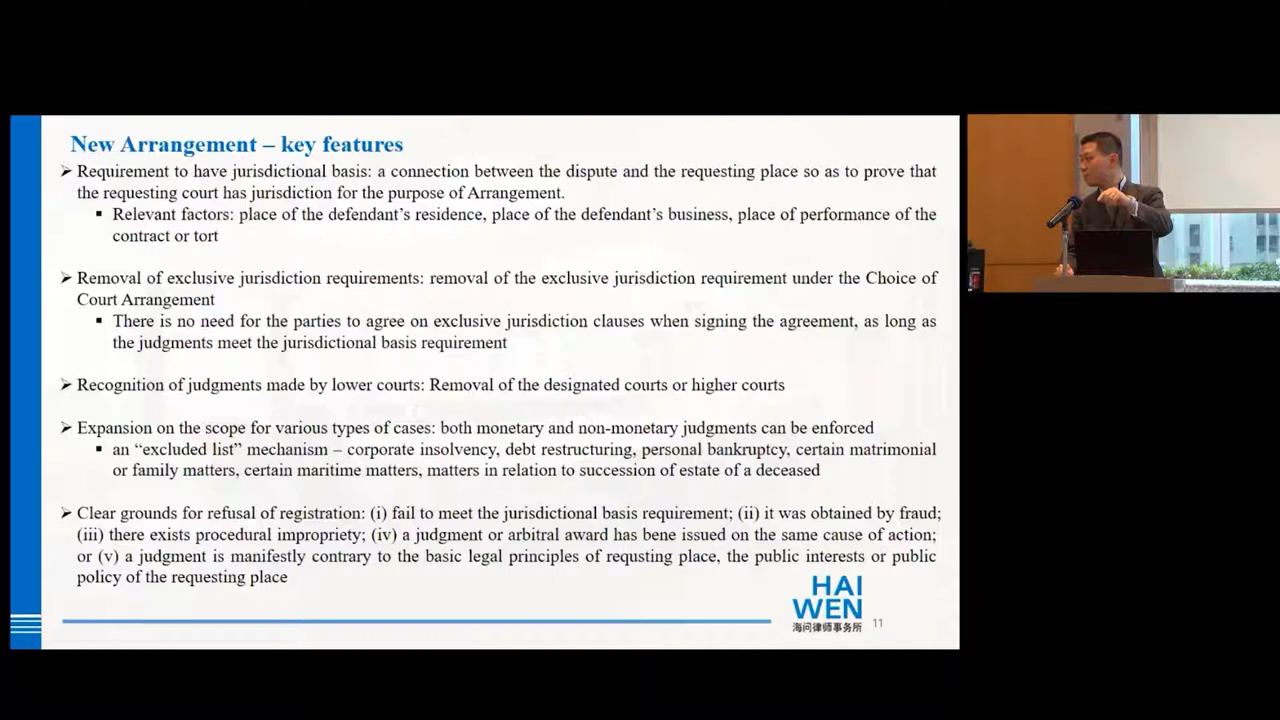 New Arrangement – key features
➢ Requirement to have jurisdictional basis: a connection between the dispute and the requesting place so as to prove that
the requesting court has jurisdiction for the purpose of Arrangement.
▪ Relevant factors: place of the defendant's residence, place of the defendant's business, place of performance of the
contract or tort
➢ Removal of exclusive jurisdiction requirements: removal of the exclusive jurisdiction requirement under the Choice of
Court Arrangement
▪ There is no need for the parties to agree on exclusive jurisdiction clauses when signing the agreement, as long as
the judgments meet the jurisdictional basis requirement
➢ Recognition of judgments made by lower courts: Removal of the designated courts or higher courts
➢ Expansion on the scope for various types of cases: both monetary and non-monetary judgments can be enforced
▪ an “excluded list” mechanism – corporate insolvency, debt restructuring, personal bankruptcy, certain matrimonial
or family matters, certain maritime matters, matters in relation to succession of estate of a deceased
➢ Clear grounds for refusal of registration: (i) fail to meet the jurisdictional basis requirement; (ii) it was obtained by fraud;
(iii) there exists procedural impropriety; (iv) a judgment or arbitral award has bene issued on the same cause of action;
or (v) a judgment is manifestly contrary to the basic legal principles of requsting place, the public interests or public
policy of the requesting place
HAI
WEN
海问律师事务所
11